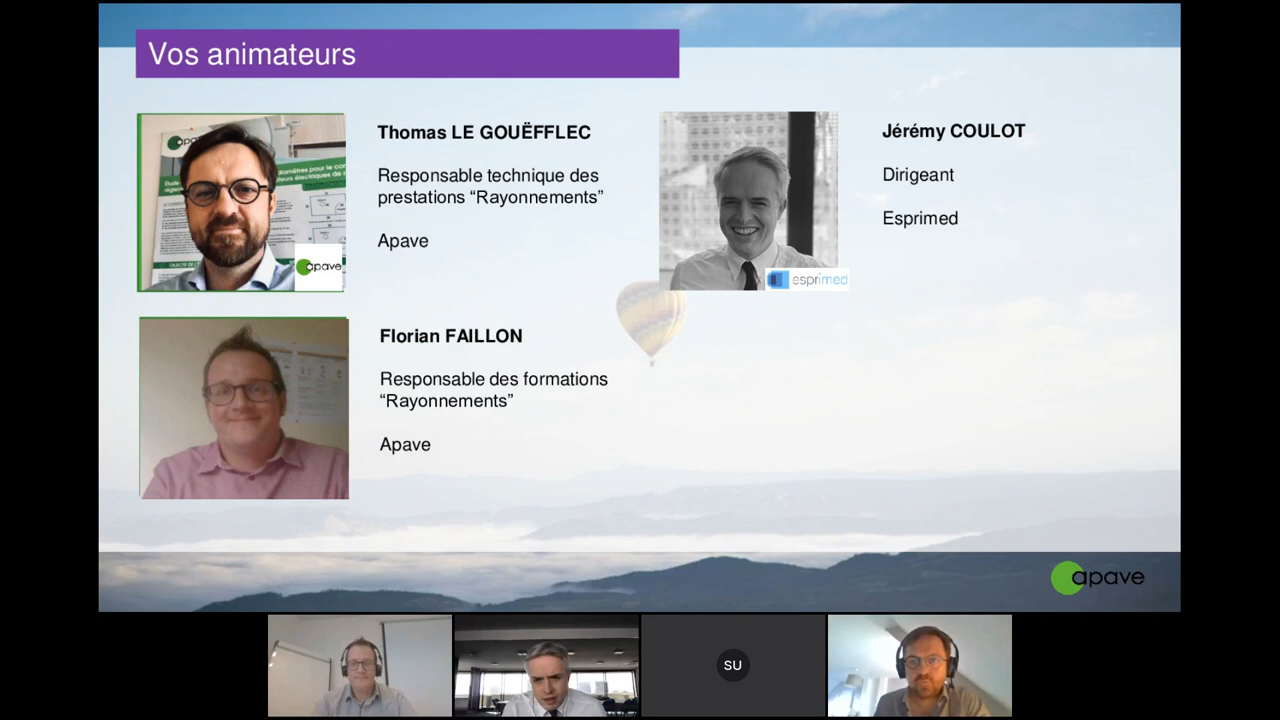 Vos animateurs
Thomas LE GOUËFFLEC
Responsable technique des
prestations “Rayonnements”
Apave
apave
Jérémy COULOT
Dirigeant
Esprimed
esprimed
Florian FAILLON
Responsable des formations
“Rayonnements”
Apave
apave
SU